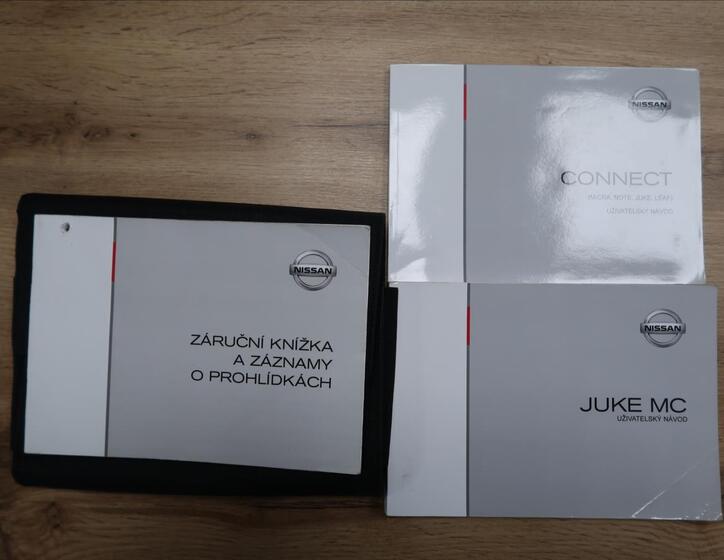 NISSAN
ZÁRUČNÍ KNÍŽKA
A ZÁZNAMY
O PROHLÍDKÁCH
NISSAN
CONNECT
(MICRA, NOTE, JUKE, LEAF)
UŽIVATELSKÝ NÁVOD
NISSAN
JUKE MC
UŽIVATELSKÝ NÁVOD